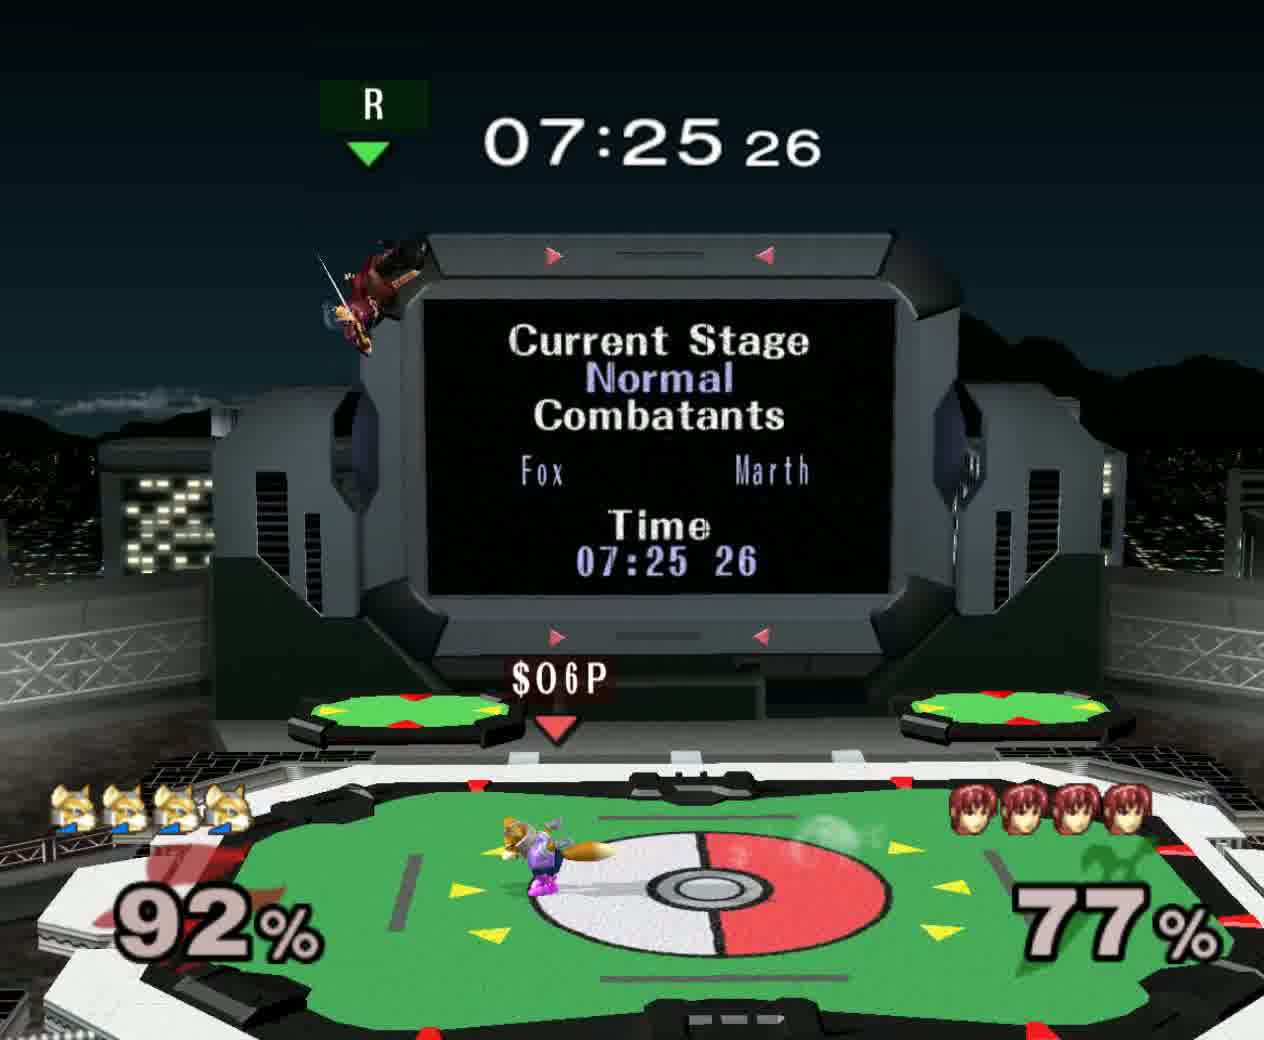 R
07:25 26
Current Stage
Normal
Combatants
Fox Marth
Time
07:25 26
$06P
92%
77%